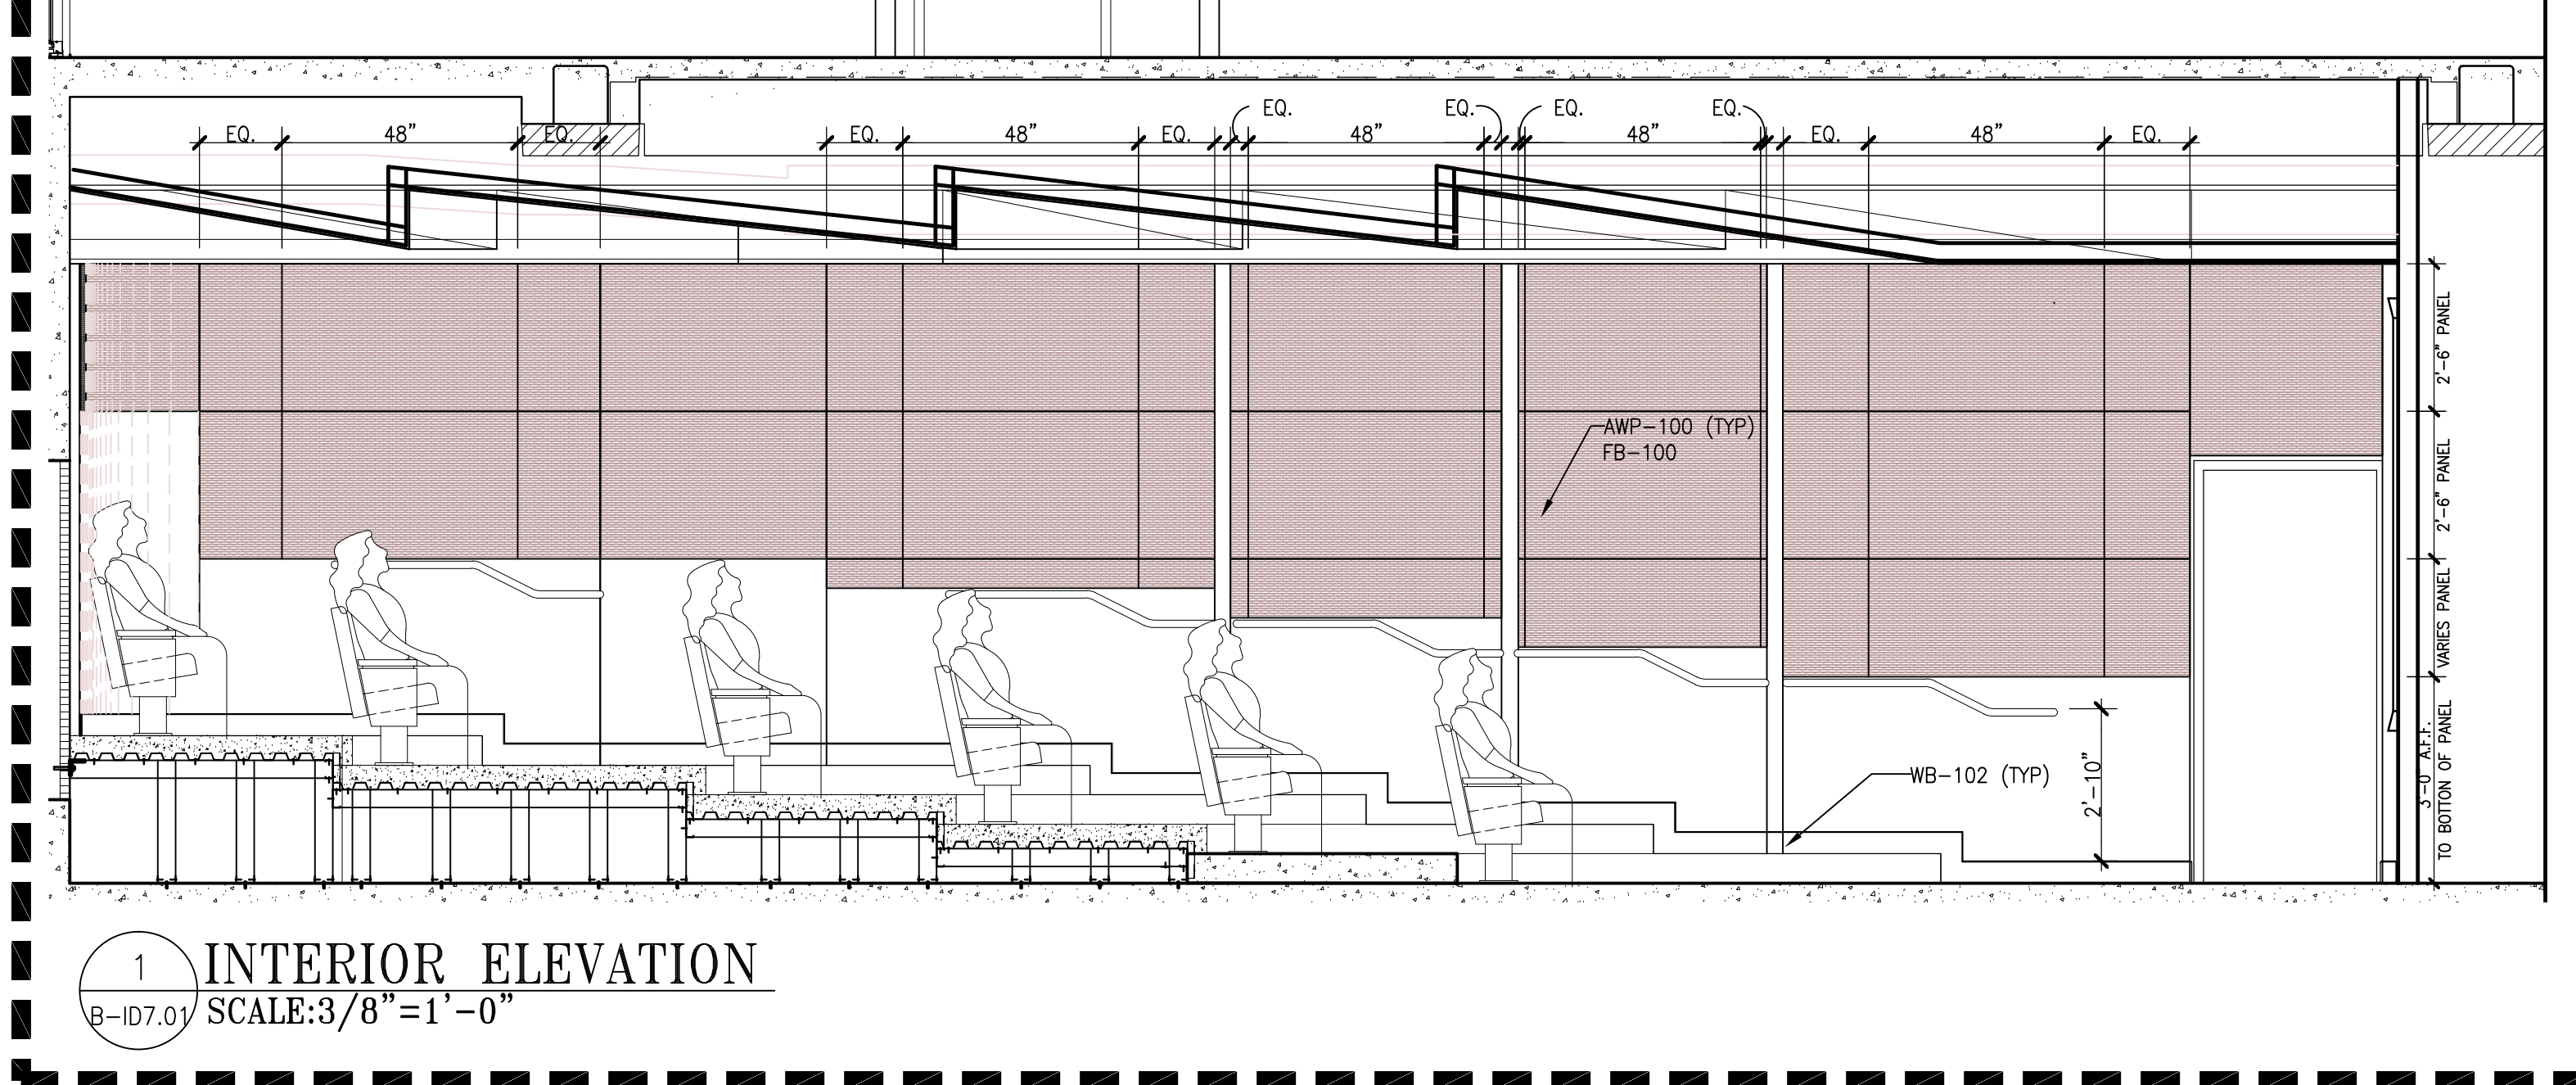 EQ.
EQ.
EQ.
EQ.
EQ.
48"
EQ.
EQ.
48"
EQ.
48"
48"
EQ.
48"
EQ.
2'-6" PANEL
AWP-100 (TYP)
FB-100
2'-6" PANEL
VARIES PANEL
3'-0" A.F.F.
TO BOTTON OF PANEL
WB-102 (TYP)
2'-10"
1
INTERIOR ELEVATION
B-ID7.01
SCALE:3/8"=1'-0"